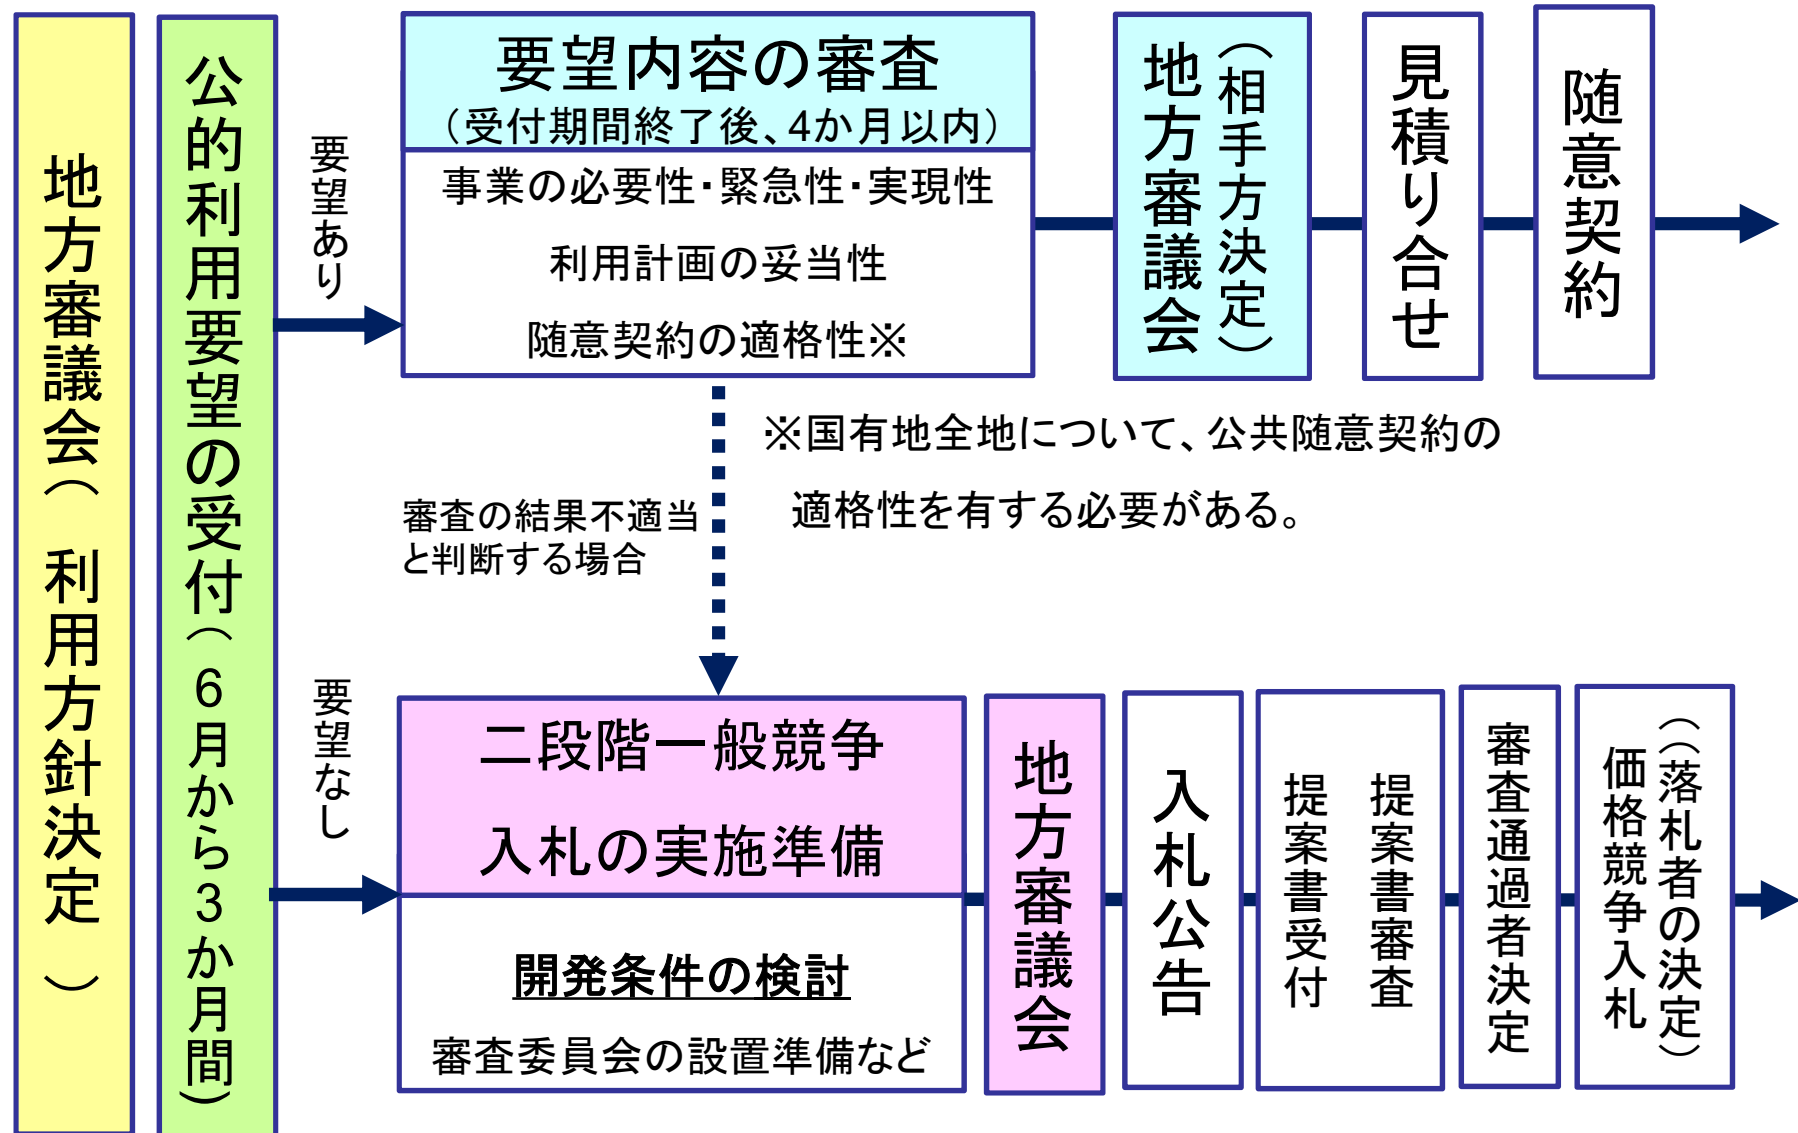 地方審議会（　利用方針決定　）
公的利用要望の受付（6月から3か月間）
要望あり
要望内容の審査
（受付期間終了後、4か月以内）
事業の必要性・緊急性・実現性
利用計画の妥当性
随意契約の適格性※
地方審議会
（相手方決定）
見積り合せ
随意契約
※国有地全地について、公共随意契約の
適格性を有する必要がある。
審査の結果不適当
と判断する場合
要望なし
二段階一般競争
入札の実施準備
開発条件の検討
審査委員会の設置準備など
地方審議会
入札公告
提案書受付
提案書審査
審査通過者決定
価格競争入札
（（落札者の決定）